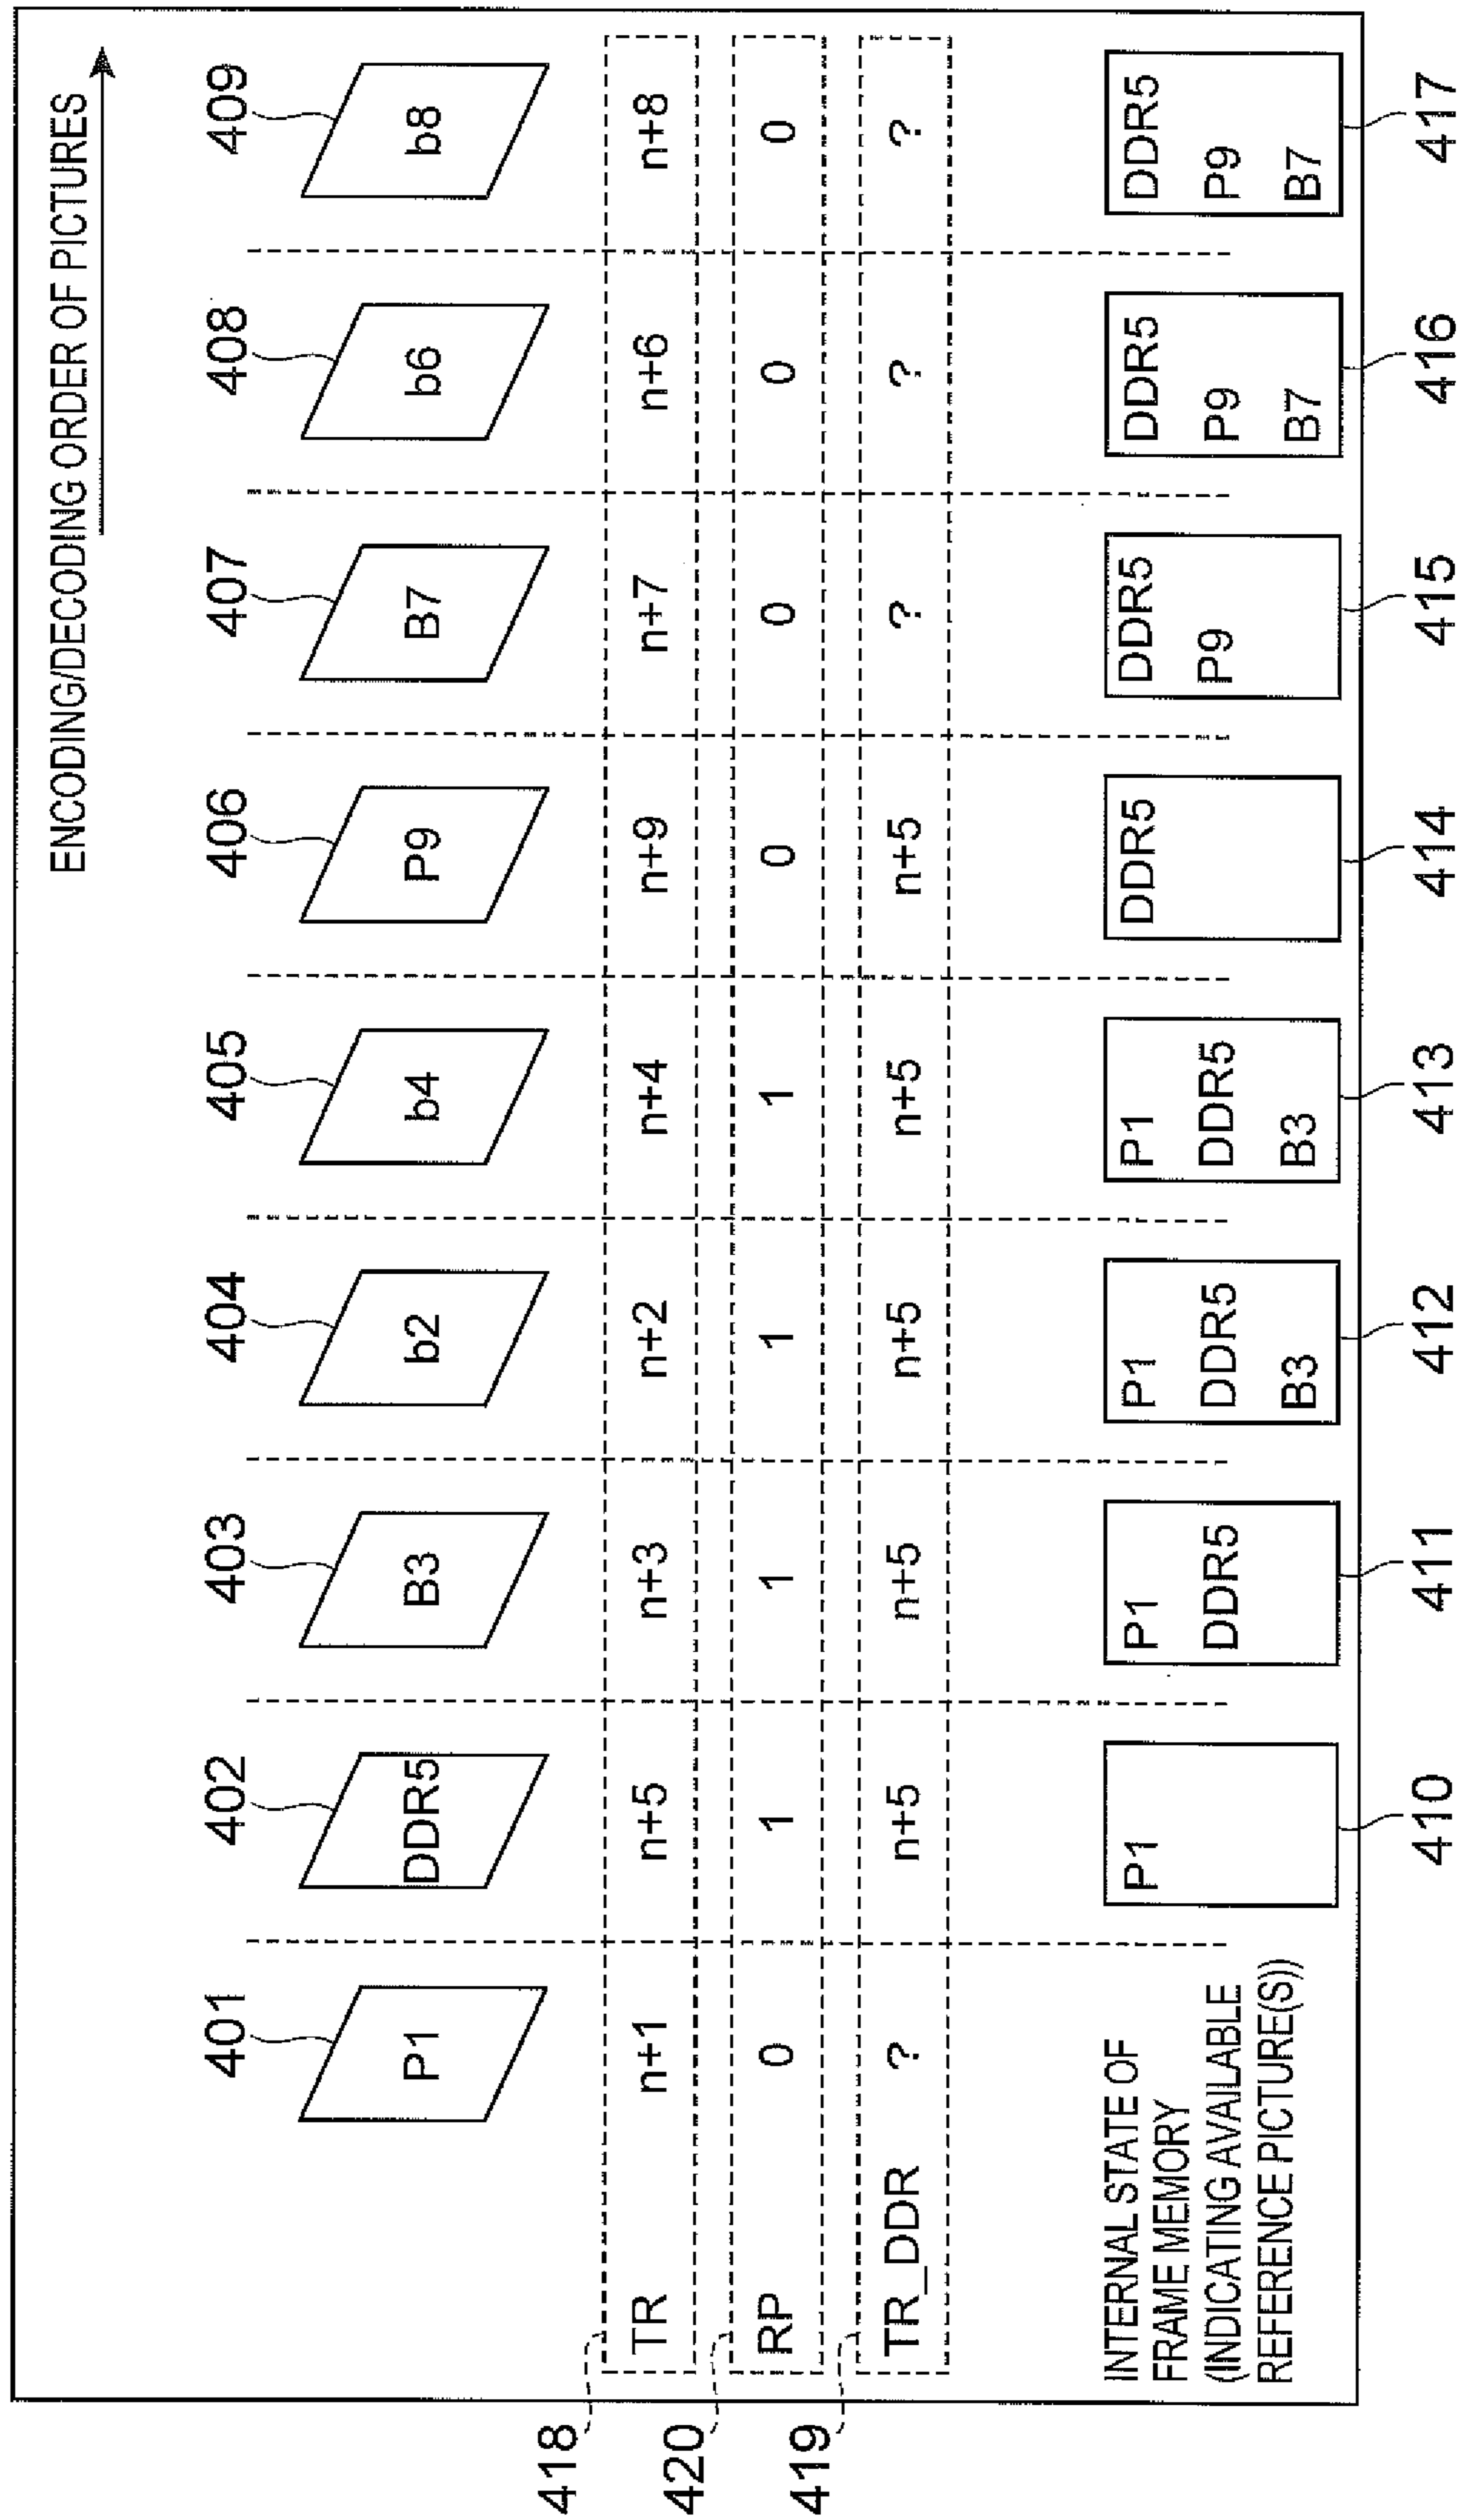 ENCODING/DECODING ORDER OF PICTURES
401 402 403 404 405 406 407 408 409
P1 DDR5 B3 b2 b4 P9 B7 b6 b8
418 TR n+1 n+5 n+3 n+2 n+4 n+9 n+7 n+6 n+8
420 RP 0 1 1 1 1 0 0 0 0
419 TR_DDR ? n+5 n+5 n+5 n+5 n+5 ? ? ?
INTERNAL STATE OF
FRAME MEMORY
(INDICATING AVAILABLE
REFERENCE PICTURE(S))
P1
P1
DDR5
P1
DDR5
B3
P1
DDR5
B3
DDR5
DDR5
P9
DDR5
P9
B7
DDR5
P9
B7
410 411 412 413 414 415 416 417